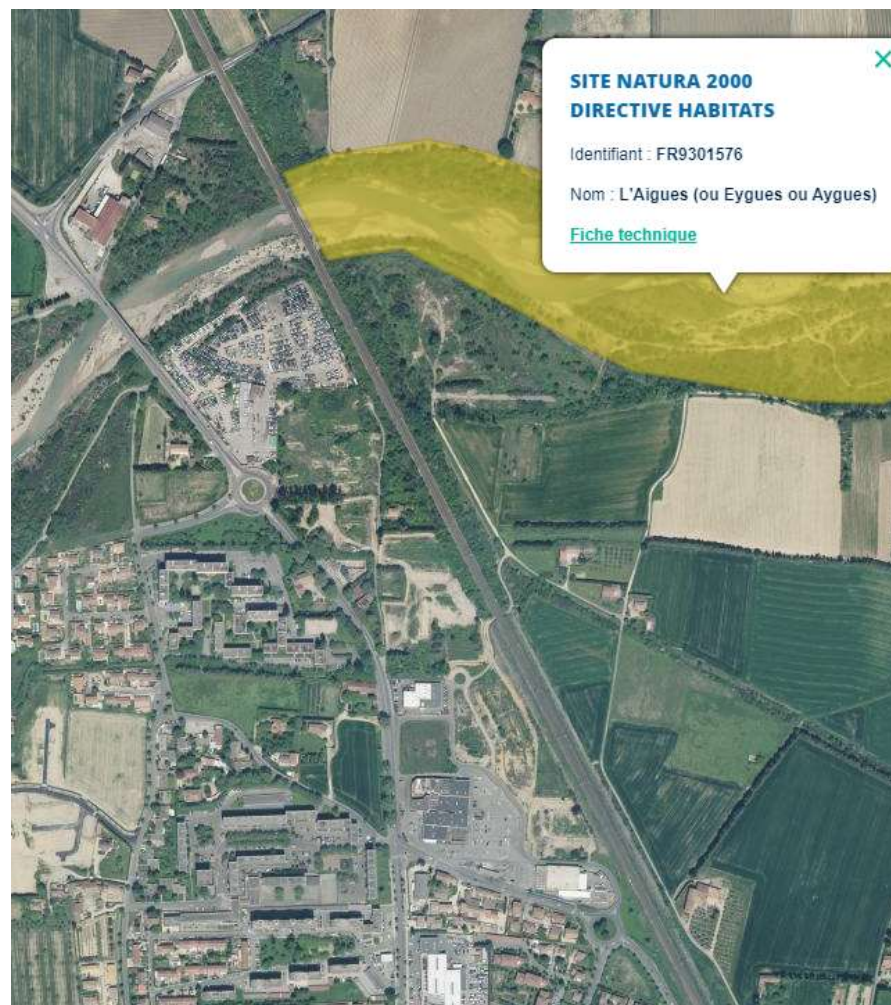 SITE NATURA 2000
DIRECTIVE HABITATS
Identifiant : FR9301576
Nom : L'Aigues (ou Eygues ou Aygues)
Fiche technique